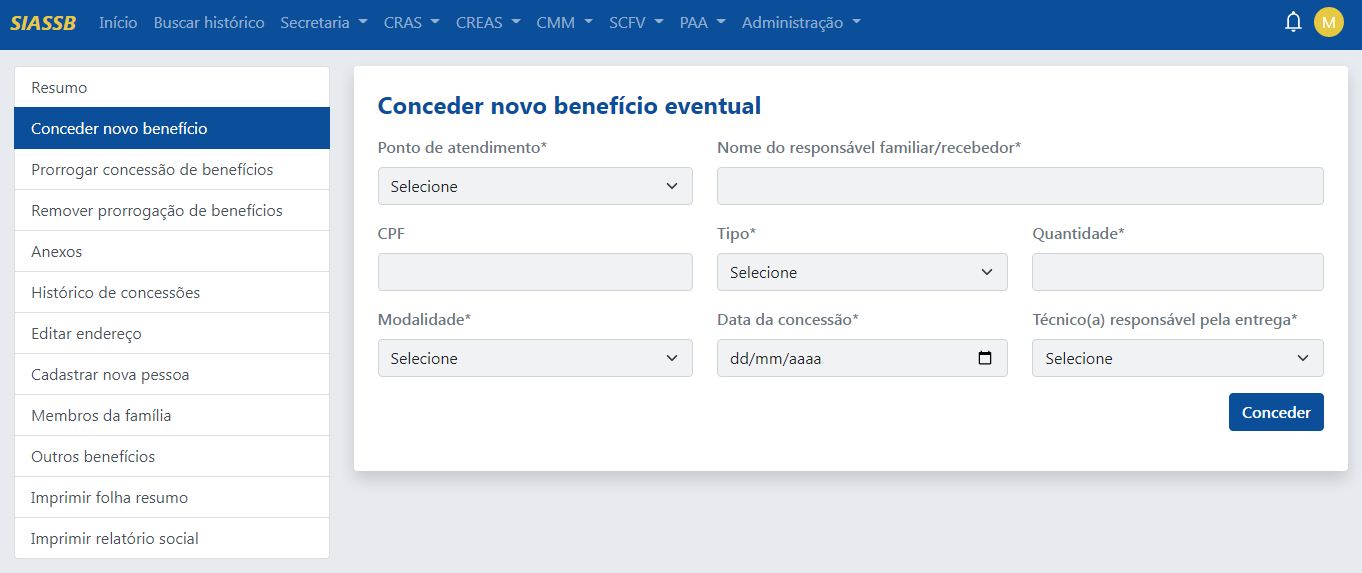 SIASSB Início Buscar histórico Secretaria CRAS CREAS CMM SCFV PAA Administração M
Resumo
Conceder novo benefício
Prorrogar concessão de benefícios
Remover prorrogação de benefícios
Anexos
Histórico de concessões
Editar endereço
Cadastrar nova pessoa
Membros da família
Outros benefícios
Imprimir folha resumo
Imprimir relatório social
Conceder novo benefício eventual
Ponto de atendimento* Nome do responsável familiar/recebedor*
Selecione
CPF Tipo* Quantidade*
Selecione
Modalidade* Data da concessão* Técnico(a) responsável pela entrega*
Selecione dd/mm/aaaa Selecione
Conceder